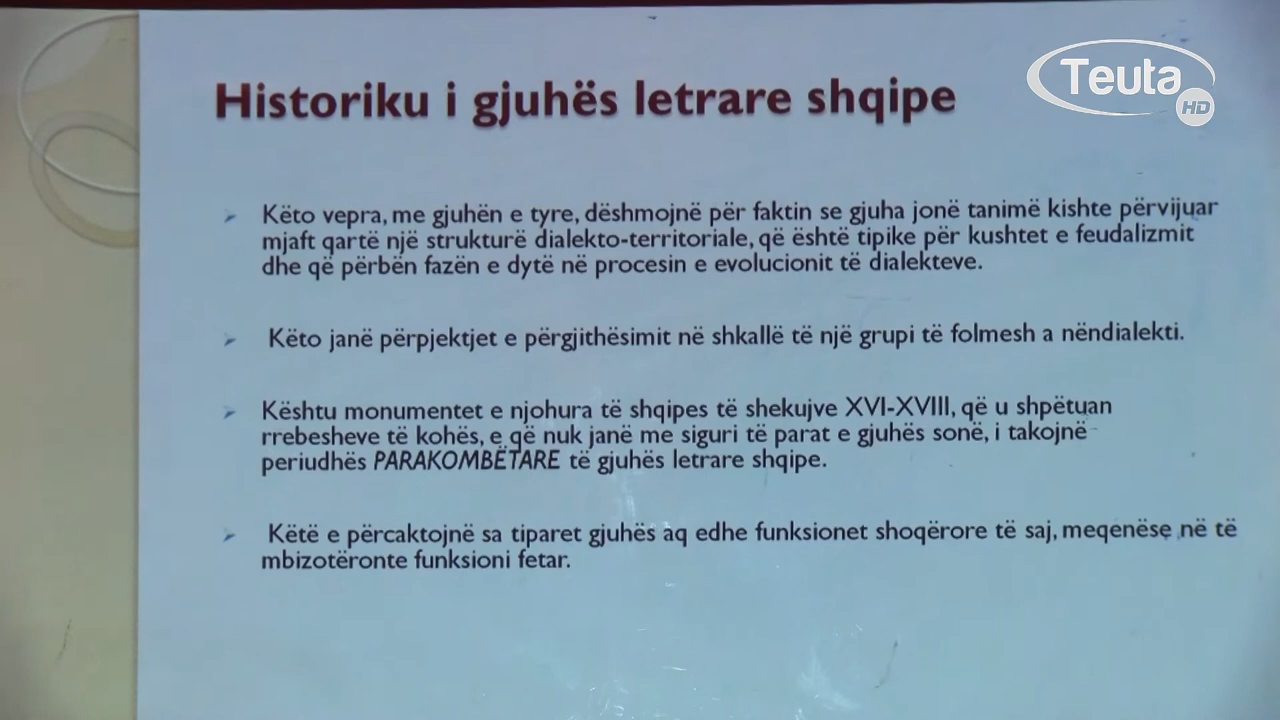 Historiku i gjuhës letrare shqipe
Teuta
HD
Këto vepra, me gjuhën e tyre, dëshmojnë për faktin se gjuha jonë tanimë kishte përvijuar
mjaft qartë një strukturë dialekto-territoriale, që është tipike për kushtet e feudalizmit
dhe që përbën fazën e dytë në procesin e evolucionit të dialekteve.
Këto janë përpjektjet e përgjithësimit në shkallë të një grupi të folmesh a nëndialekti.
Kështu monumentet e njohura të shqipes të shekujve XVI-XVIII, që u shpëtuan
rrebesheve të kohës, e që nuk janë me siguri të parat e gjuhës sonë, i takojnë
periudhës PARAKOMBËTARE të gjuhës letrare shqipe.
Këtë e përcaktojnë sa tiparet gjuhës aq edhe funksionet shoqërore të saj, meqenëse në të
mbizotëronte funksioni fetar.